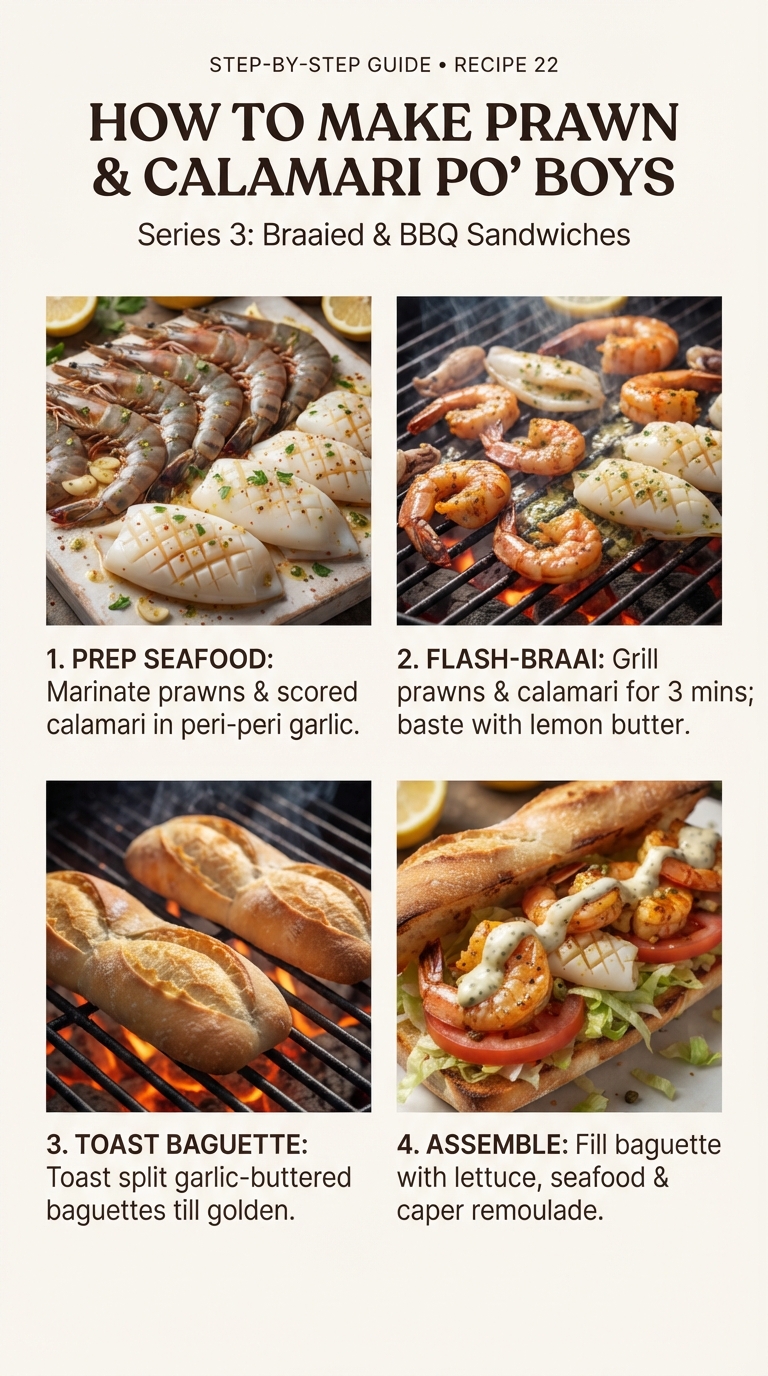 STEP-BY-STEP GUIDE • RECIPE 22
HOW TO MAKE PRAWN
& CALAMARI PO’ BOYS
Series 3: Braaied & BBQ Sandwiches
1. PREP SEAFOOD:
Marinate prawns & scored
calamari in peri-peri garlic.
2. FLASH-BRAAI: Grill
prawns & calamari for 3 mins;
baste with lemon butter.
3. TOAST BAGUETTE:
Toast split garlic-buttered
baguettes till golden.
4. ASSEMBLE: Fill baguette
with lettuce, seafood &
caper remoulade.